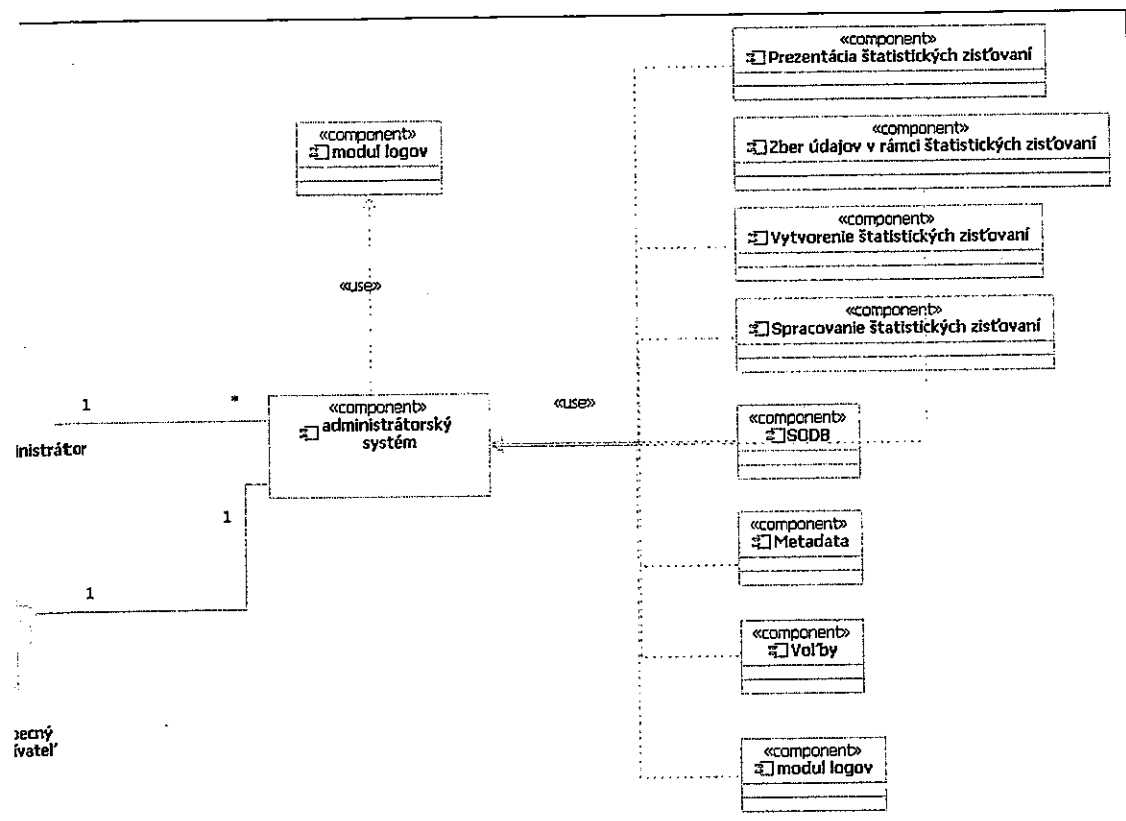 «component»
Prezentácia štatistických zisťovaní
«component»
modul logov
«component»
Zber údajov v rámci štatistických zisťovaní
«component»
Vytvorenie štatistických zisťovaní
«use»
«component»
Spracovanie štatistických zisťovaní
1
*
«component»
administrátorský
systém
«use»
«component»
SODB
inistrátor
1
«component»
Metadata
1
«component»
Voľby
becný
ívateľ
«component»
modul logov